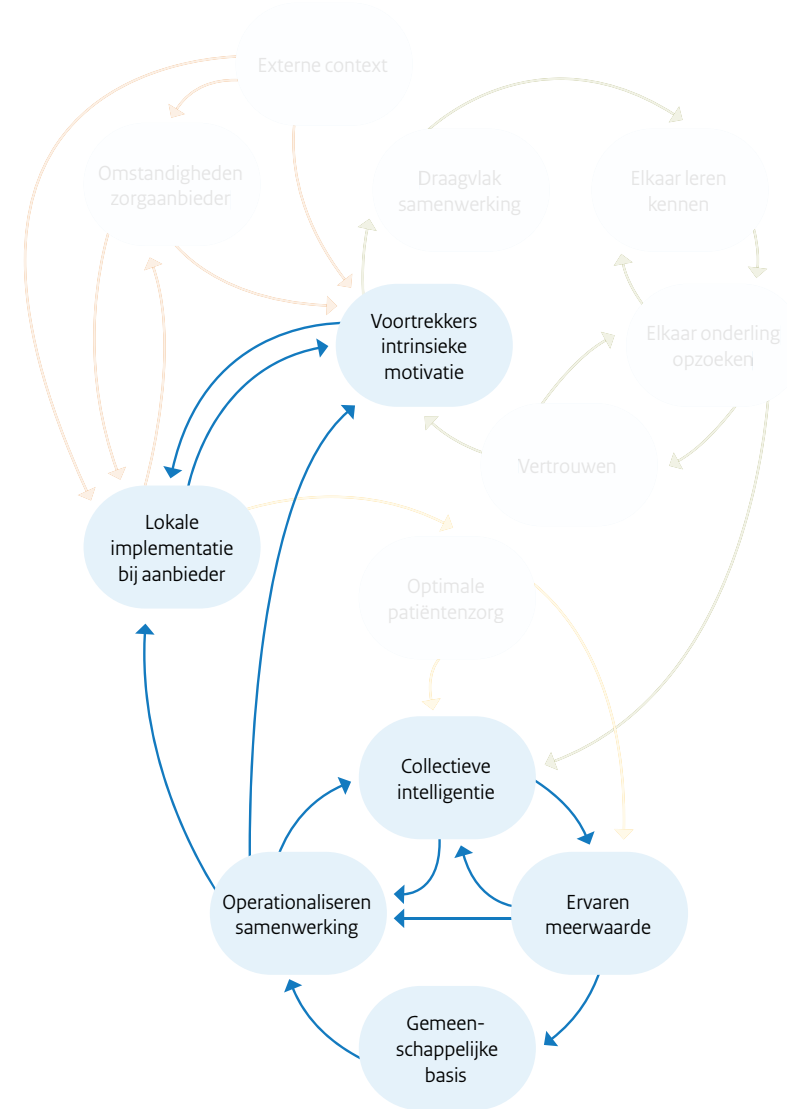 Externe context
Omstandigheden
zorgaanbieder
Draagvlak
samenwerking
Elkaar leren
kennen
Voortrekkers
intrinsieke
motivatie
Elkaar onderling
opzoeken
Vertrouwen
Lokale
implementatie
bij aanbieder
Optimale
patiëntenzorg
Collectieve
intelligentie
Operationaliseren
samenwerking
Ervaren
meerwaarde
Gemeen-
schappelijke
basis